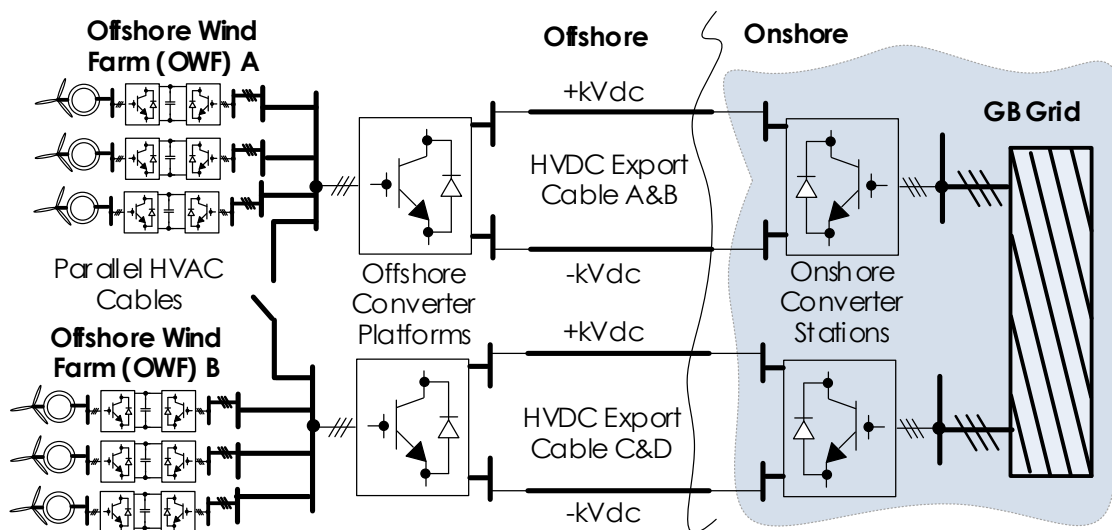 Offshore Wind
Farm (OWF) A
Offshore
Onshore
+kVdc
GB Grid
HVDC Export
Cable A&B
-kVdc
Parallel HVAC
Cables
Offshore
Converter
Platforms
Onshore
Converter
Stations
Offshore Wind
Farm (OWF) B
+kVdc
HVDC Export
Cable C&D
-kVdc